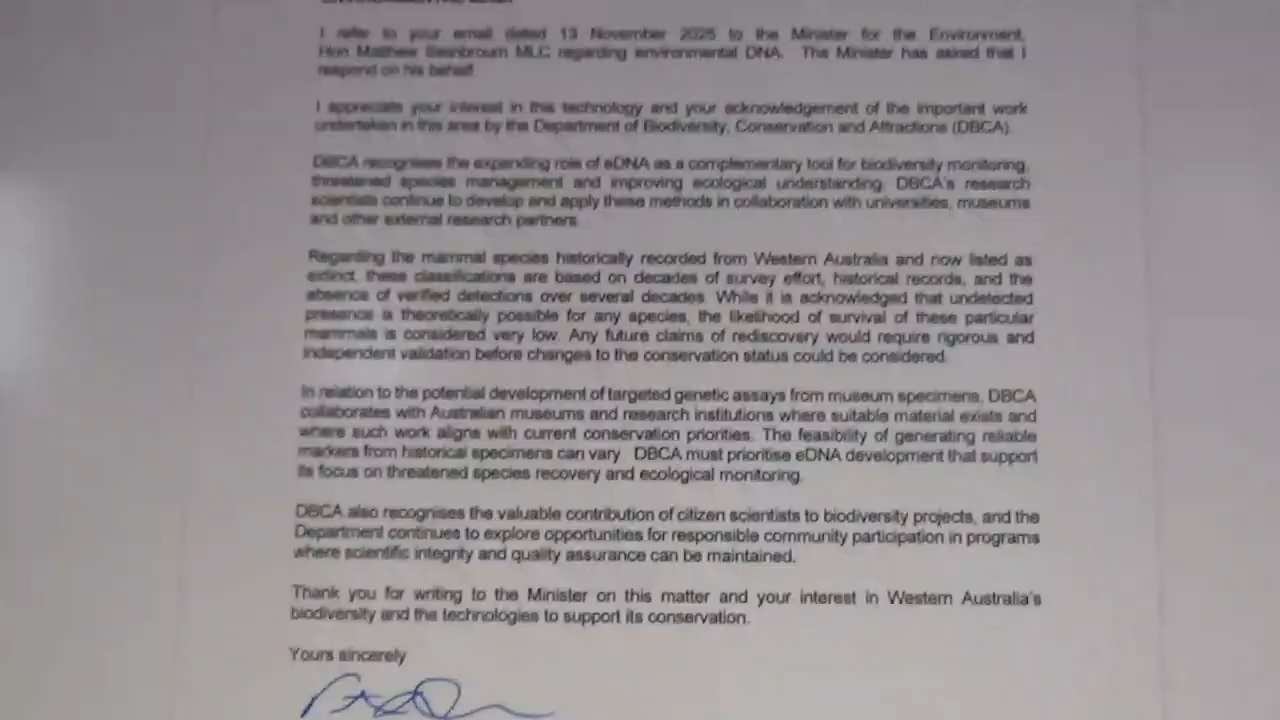 I refer to your email dated 13 November 2025 to the Minister for the Environment,
Hon Matthew Swinbourn MLC regarding environmental DNA. The Minister has asked that I
respond on his behalf.
I appreciate your interest in this technology and your acknowledgement of the important work
undertaken in this area by the Department of Biodiversity, Conservation and Attractions (DBCA).
DBCA recognises the expanding role of eDNA as a complementary tool for biodiversity monitoring,
threatened species management and improving ecological understanding. DBCA's research
scientists continue to develop and apply these methods in collaboration with universities, museums
and other external research partners.
Regarding the mammal species historically recorded from Western Australia and now listed as
extinct, these classifications are based on decades of survey effort, historical records, and the
absence of verified detections over several decades. While it is acknowledged that undetected
presence is theoretically possible for any species, the likelihood of survival of these particular
mammals is considered very low. Any future claims of rediscovery would require rigorous and
independent validation before changes to the conservation status could be considered.
In relation to the potential development of targeted genetic assays from museum specimens, DBCA
collaborates with Australian museums and research institutions where suitable material exists and
where such work aligns with current conservation priorities. The feasibility of generating reliable
markers from historical specimens can vary. DBCA must prioritise eDNA development that support
its focus on threatened species recovery and ecological monitoring.
DBCA also recognises the valuable contribution of citizen scientists to biodiversity projects, and the
Department continues to explore opportunities for responsible community participation in programs
where scientific integrity and quality assurance can be maintained.
Thank you for writing to the Minister on this matter and your interest in Western Australia's
biodiversity and the technologies to support its conservation.
Yours sincerely